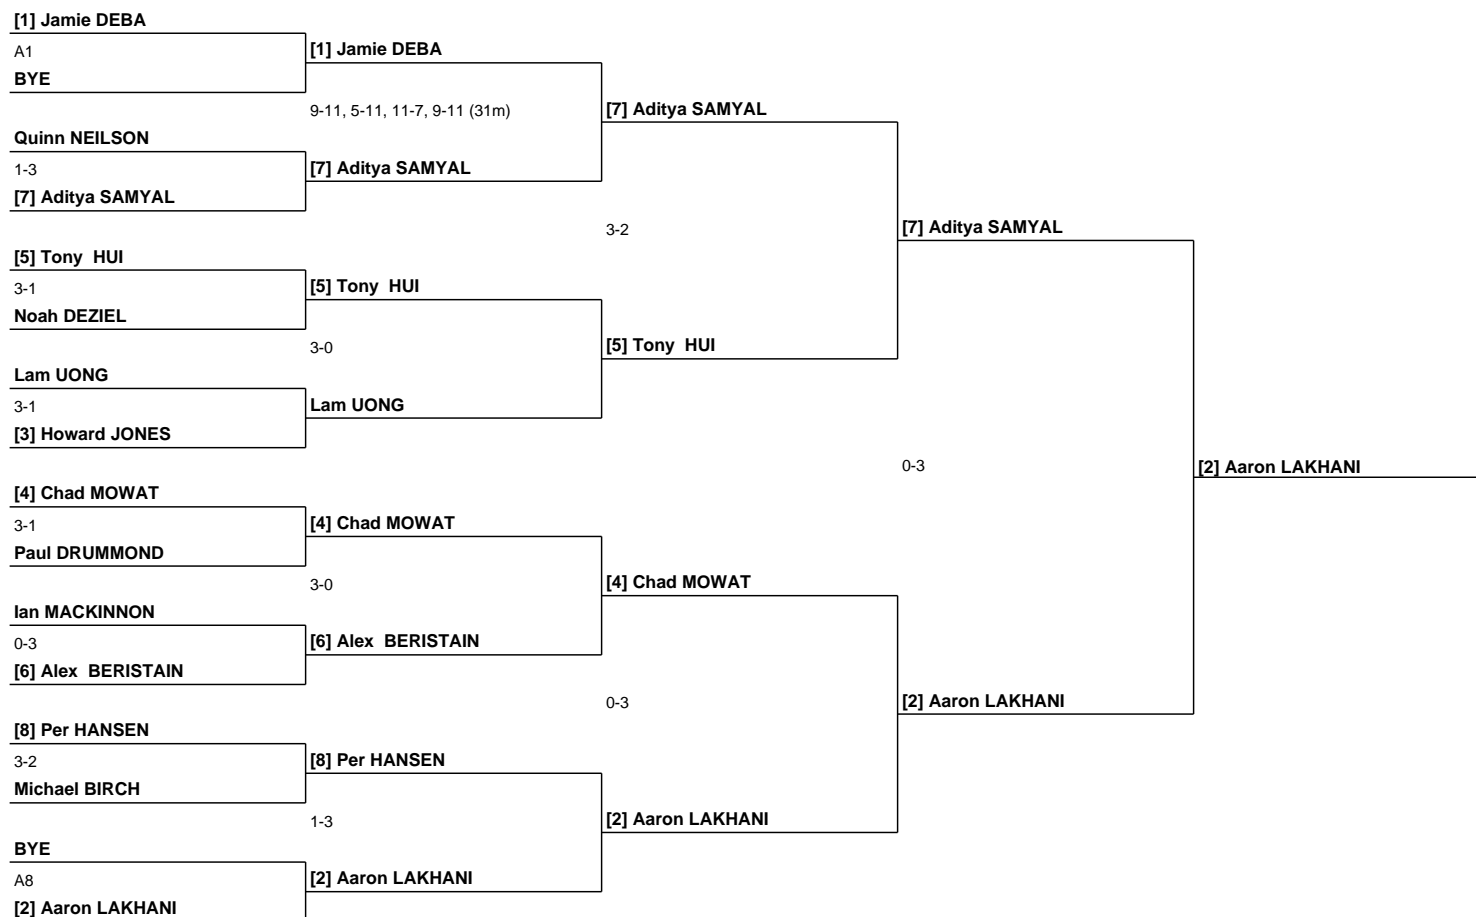 [1] Jamie DEBA
A1
BYE
Quinn NEILSON
1-3
[7] Aditya SAMYAL
[5] Tony  HUI
3-1
Noah DEZIEL
Lam UONG
3-1
[3] Howard JONES
[4] Chad MOWAT
3-1
Paul DRUMMOND
Ian MACKINNON
0-3
[6] Alex  BERISTAIN
[8] Per HANSEN
3-2
Michael BIRCH
BYE
A8
[2] Aaron LAKHANI
[1] Jamie DEBA
9-11, 5-11, 11-7, 9-11 (31m)
[7] Aditya SAMYAL
[5] Tony  HUI
3-0
Lam UONG
[4] Chad MOWAT
3-0
[6] Alex  BERISTAIN
[8] Per HANSEN
1-3
[2] Aaron LAKHANI
[7] Aditya SAMYAL
3-2
[5] Tony  HUI
[4] Chad MOWAT
0-3
[2] Aaron LAKHANI
[7] Aditya SAMYAL
0-3
[2] Aaron LAKHANI
[2] Aaron LAKHANI